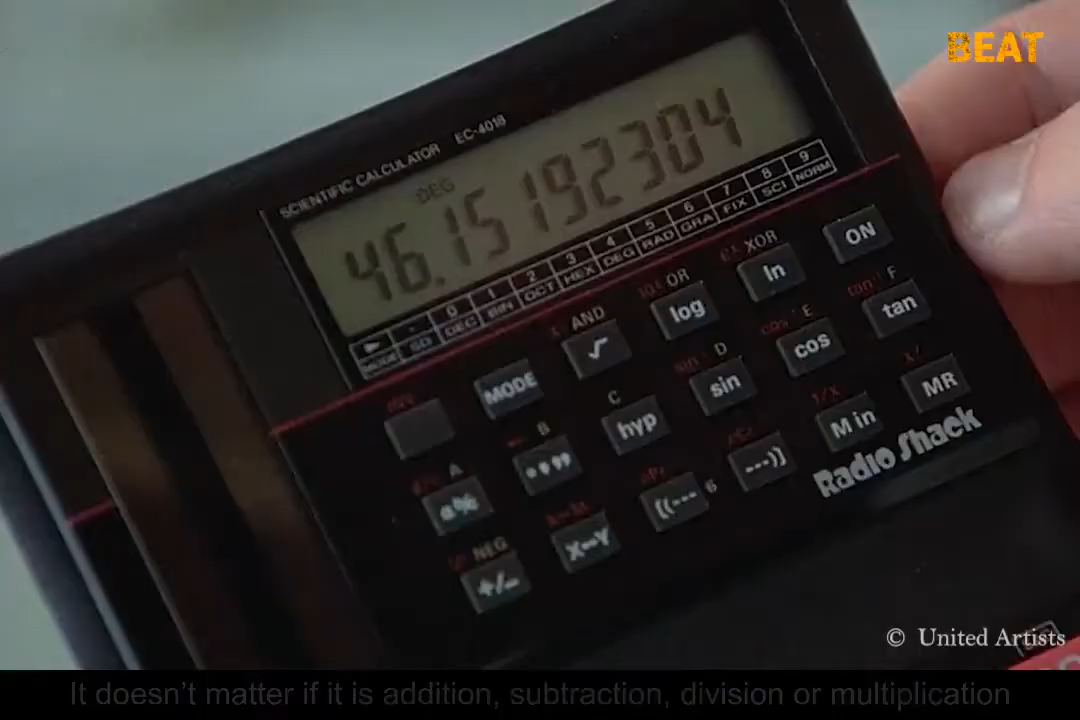 BEAT
SCIENTIFIC CALCULATOR EC-4018
DEG
46.15192304
0 1 2 3 4 5 6 7 8 9
MODE SD DEC BIN OCT HEX DEG RAD GRA FIX SCI NORM
XOR
ON
OR
ln
F
AND
log
E
tan
√
D
cos
MODE
C
sin
MR
B
hyp
M in
A
Radio Shack
NEG
X↔Y
+/-
© United Artists
It doesn't matter if it is addition, subtraction, division or multiplication